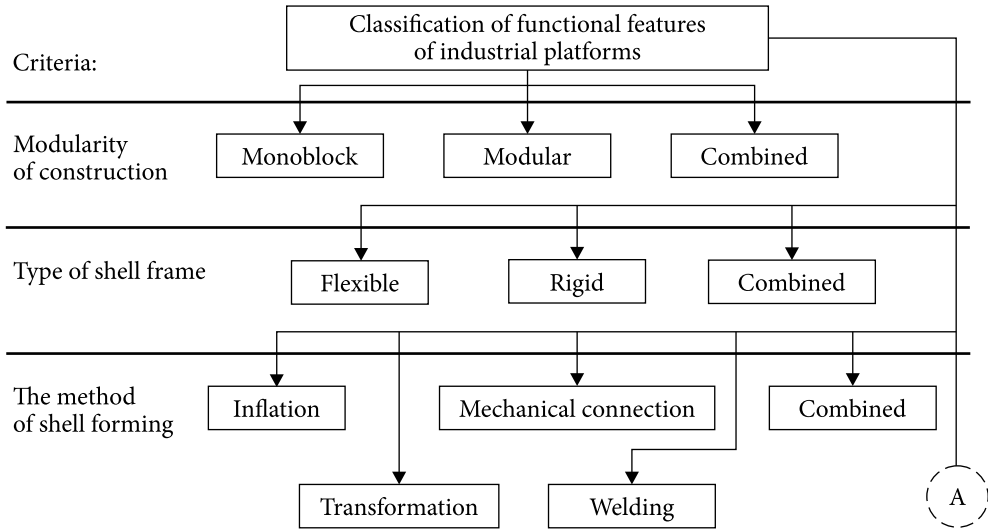 Classification of functional features
of industrial platforms
Criteria:
Modularity
of construction
Monoblock
Modular
Combined
Type of shell frame
Flexible
Rigid
Combined
The method
of shell forming
Inflation
Mechanical connection
Combined
Transformation
Welding
A